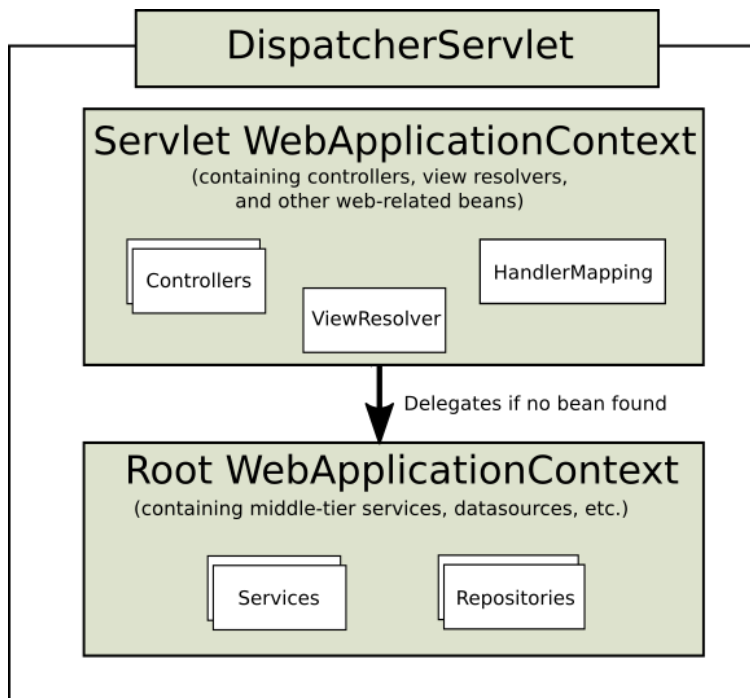 DispatcherServlet
Servlet WebApplicationContext
(containing controllers, view resolvers,
and other web-related beans)
Controllers
HandlerMapping
ViewResolver
Delegates if no bean found
Root WebApplicationContext
(containing middle-tier services, datasources, etc.)
Services
Repositories